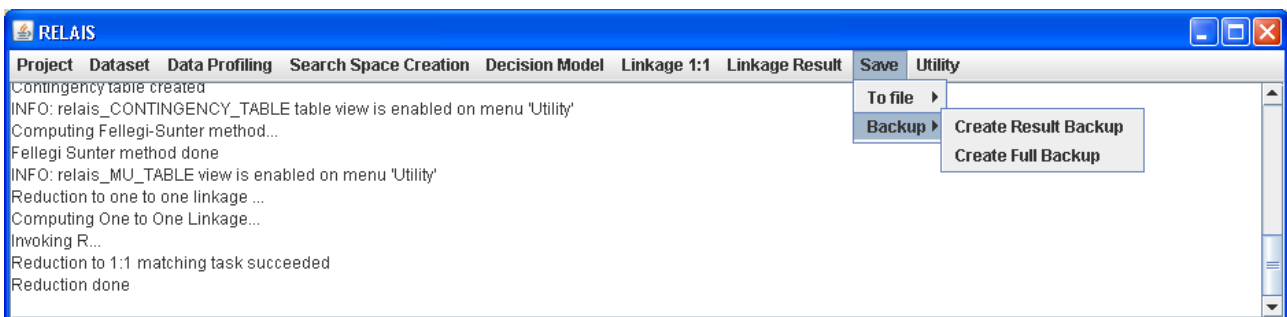 RELAIS
Project Dataset Data Profiling Search Space Creation Decision Model Linkage 1:1 Linkage Result Save Utility
Contingency table created
INFO: relais_CONTINGENCY_TABLE table view is enabled on menu 'Utility'
Computing Fellegi-Sunter method...
Fellegi Sunter method done
INFO: relais_MU_TABLE view is enabled on menu 'Utility'
Reduction to one to one linkage ...
Computing One to One Linkage...
Invoking R...
Reduction to 1:1 matching task succeeded
Reduction done
To file
Backup
Create Result Backup
Create Full Backup